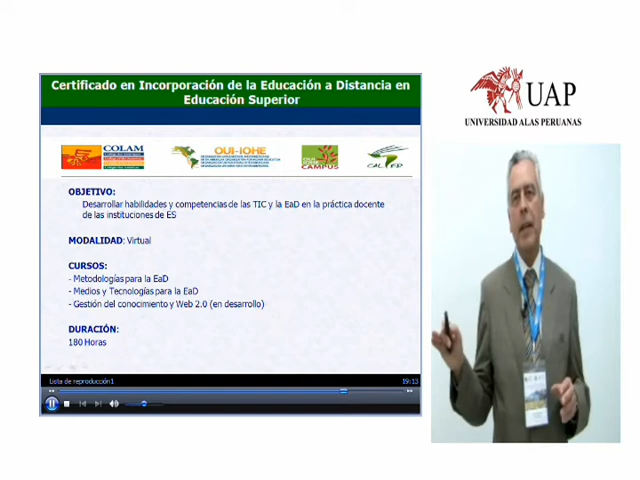 Certificado en Incorporación de la Educación a Distancia en
Educación Superior
COLAM
OUI-IOHE
CAMPUS
CALED
OBJETIVO:
Desarrollar habilidades y competencias de las TIC y la EaD en la práctica docente
de las instituciones de ES
MODALIDAD: Virtual
CURSOS:
- Metodologías para la EaD
- Medios y Tecnologías para la EaD
- Gestión del conocimiento y Web 2.0 (en desarrollo)
DURACIÓN:
180 Horas
Lista de reproducción1
19:13
UAP
UNIVERSIDAD ALAS PERUANAS